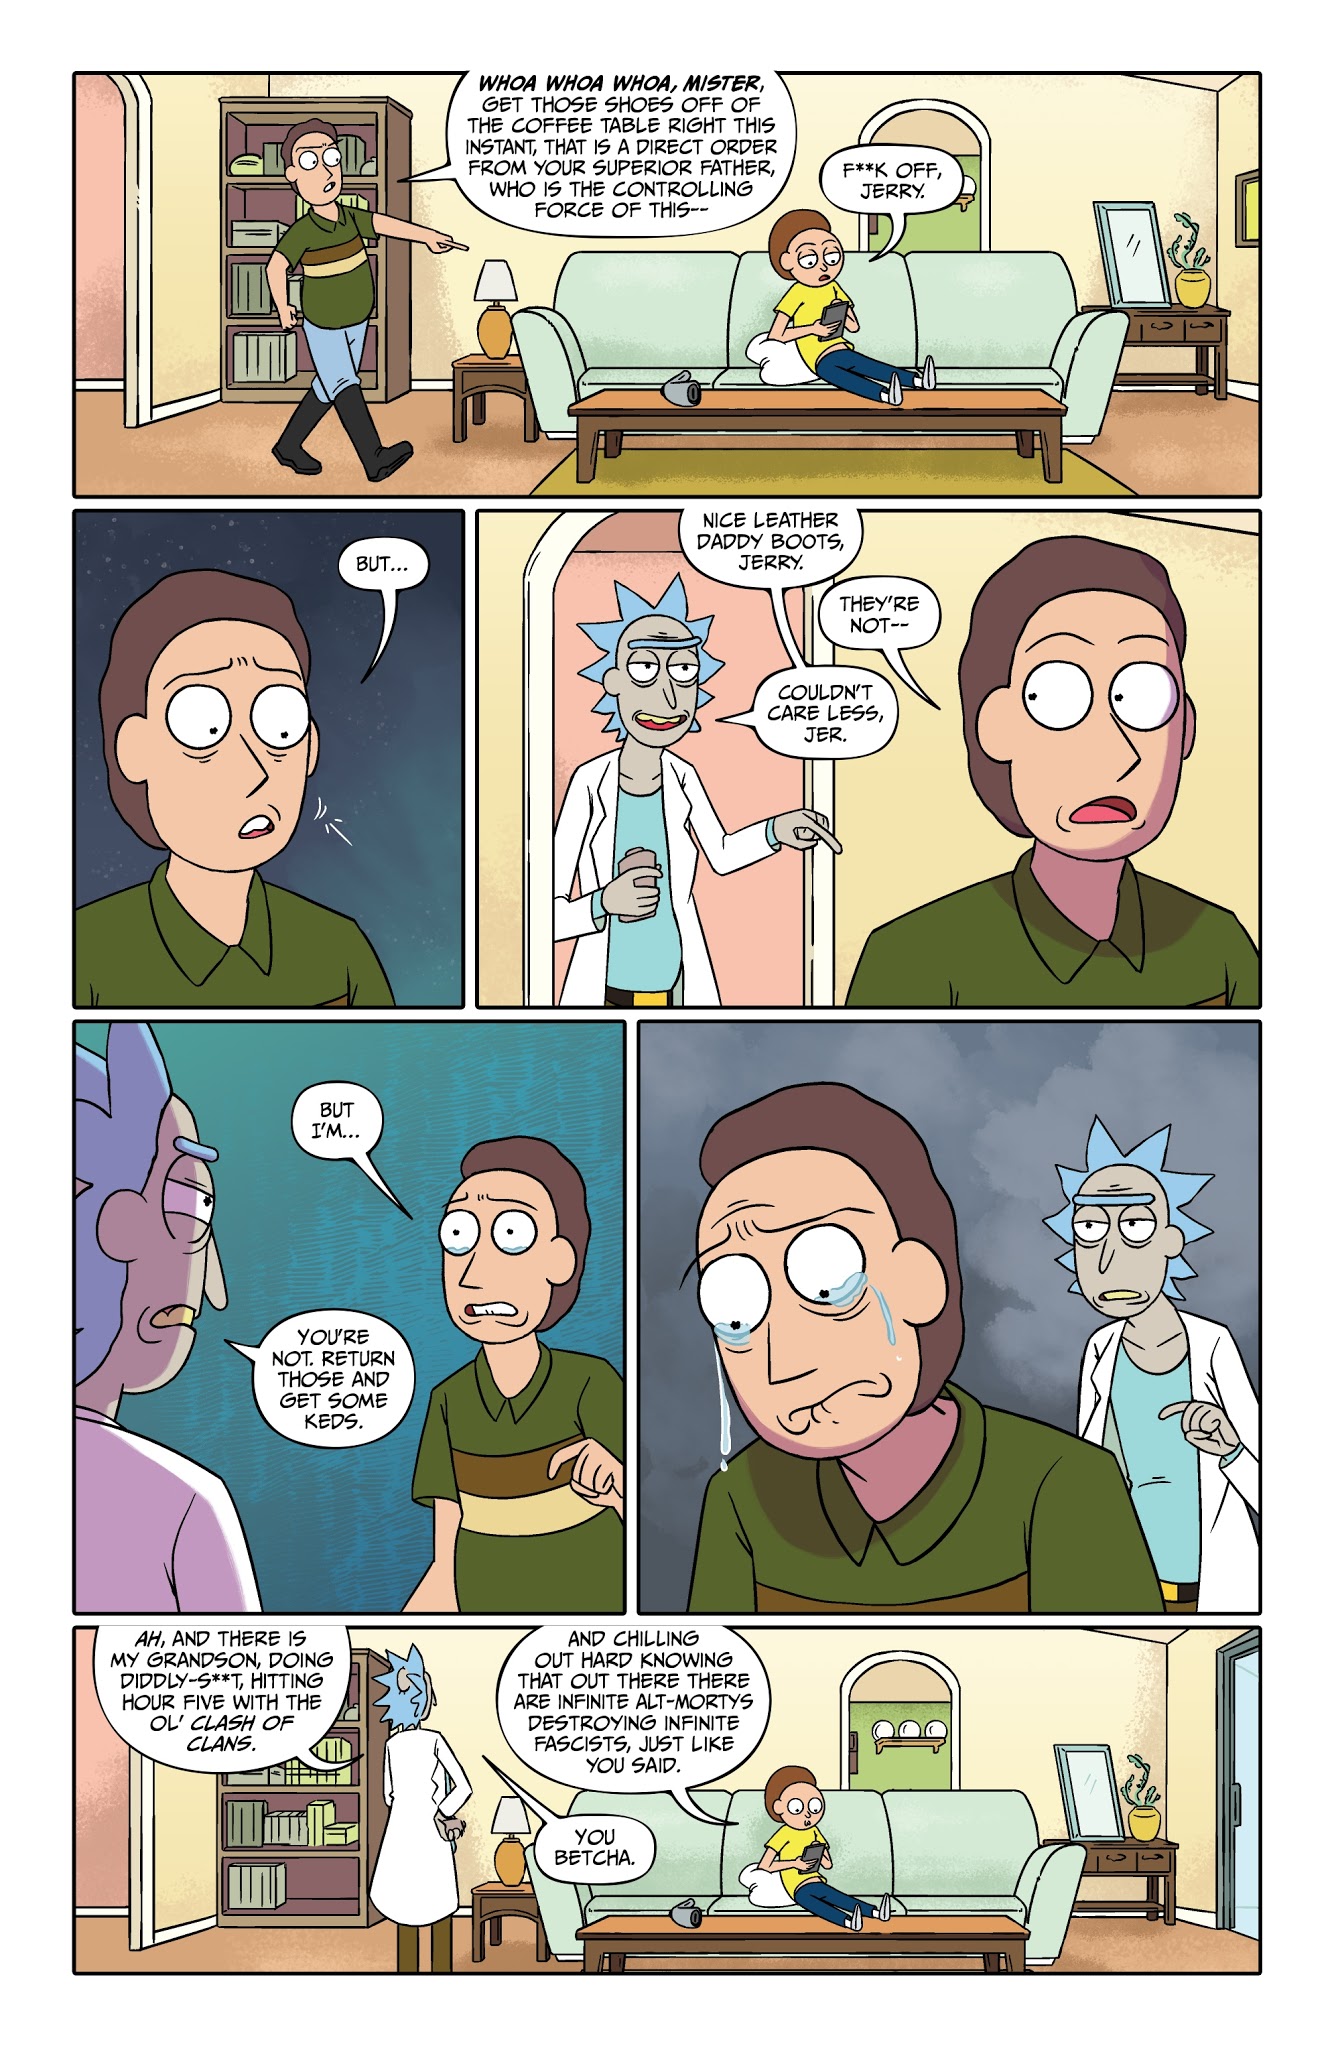 WHOA WHOA WHOA, MISTER,
GET THOSE SHOES OFF OF
THE COFFEE TABLE RIGHT THIS
INSTANT, THAT IS A DIRECT ORDER
FROM YOUR SUPERIOR FATHER,
WHO IS THE CONTROLLING
FORCE OF THIS--
F**K OFF,
JERRY.
BUT...
NICE LEATHER
DADDY BOOTS,
JERRY.
THEY'RE
NOT--
COULDN'T
CARE LESS,
JER.
BUT
I'M...
YOU'RE
NOT. RETURN
THOSE AND
GET SOME
KEDS.
AH, AND THERE IS
MY GRANDSON, DOING
DIDDLY-S**T, HITTING
HOUR FIVE WITH THE
OL' CLASH OF
CLANS.
AND CHILLING
OUT HARD KNOWING
THAT OUT THERE THERE
ARE INFINITE ALT-MORTYS
DESTROYING INFINITE
FASCISTS, JUST LIKE
YOU SAID.
YOU
BETCHA.